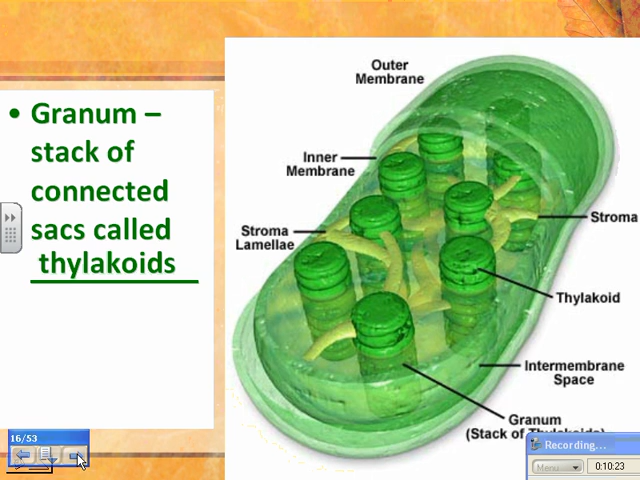 • Granum –
stack of
connected
sacs called
thylakoids
Outer
Membrane
Inner
Membrane
Stroma
Lamellae
Stroma
Thylakoid
Intermembrane
Space
Granum
(Stack of Thylakoids)
16/53
Recording...
Menu
0:10:23